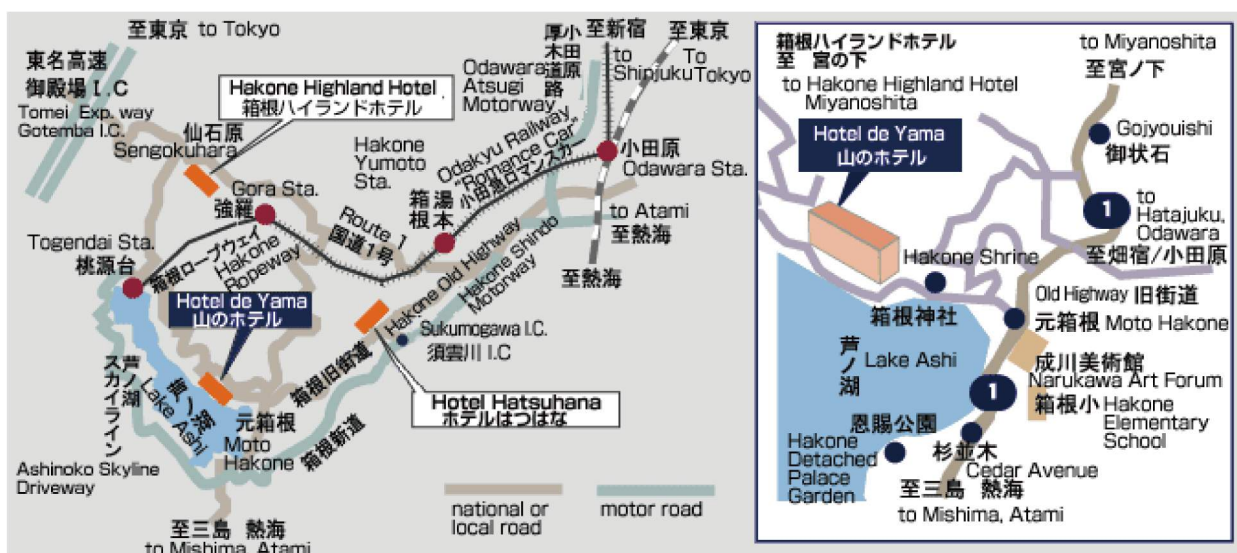 至東京 to Tokyo
東名高速
御殿場 I.C
Tomei Exp. way
Gotemba I.C.
仙石原
Sengokuhara
Hakone Highland Hotel
箱根ハイランドホテル
Gora Sta.
強羅
Togendai Sta.
桃源台
箱根ロープウェイ
Hakone
Ropeway
Hotel de Yama
山のホテル
芦ノ湖
スカイライン
芦ノ湖
Lake Ashi
Ashinoko Skyline
Driveway
元箱根
Moto
Hakone
至三島 熱海
to Mishima, Atami
Hakone
Yumoto
Sta.
箱根
湯本
Route 1
国道1号
Odakyu Railway
"Romance Car"
小田急ロマンスカー
Odawara
Atsugi
Motorway
小田原
厚木道路
至新宿
to
Shinjuku
至東京
To
Tokyo
小田原
Odawara Sta.
to Atami
至熱海
至熱海
Hakone Old Highway
Hakone Shindo
Motorway
Sukumogawa I.C.
須雲川 I.C
箱根旧街道
箱根新道
Hotel Hatsuhana
ホテルはつはな
national or
local road
motor road
箱根ハイランドホテル
至 宮の下
to Hakone Highland Hotel
Miyanoshita
to Miyanoshita
至宮ノ下
Hotel de Yama
山のホテル
Gojyouishi
御状石
1
to
Hatajuku,
Odawara
至畑宿/小田原
Hakone Shrine
箱根神社
Old Highway 旧街道
元箱根 Moto Hakone
芦ノ湖
Lake Ashi
成川美術館
Narukawa Art Forum
1
箱根小
Hakone
Elementary
School
恩賜公園
Hakone
Detached
Palace
Garden
杉並木
Cedar Avenue
至三島 熱海
to Mishima, Atami